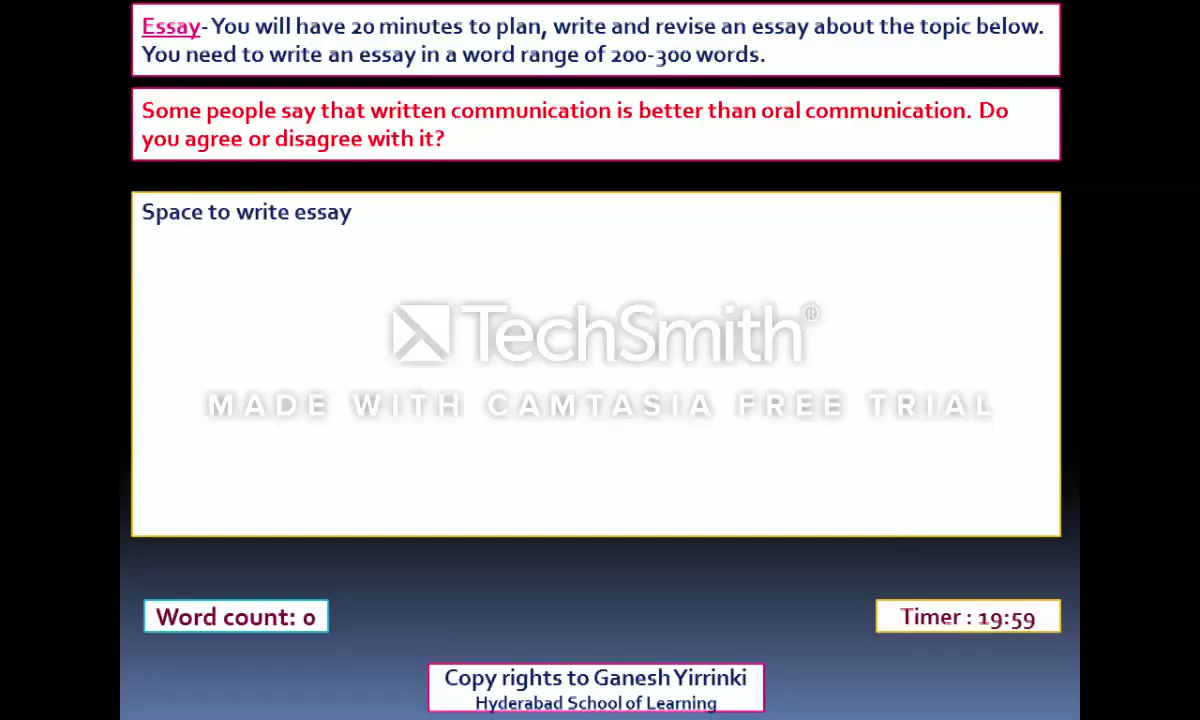 Essay- You will have 20 minutes to plan, write and revise an essay about the topic below.
You need to write an essay in a word range of 200-300 words.
Some people say that written communication is better than oral communication. Do
you agree or disagree with it?
Space to write essay
TechSmith®
MADE WITH CAMTASIA FREE TRIAL
Word count: 0
Timer : 19:59
Copy rights to Ganesh Yirrinki
Hyderabad School of Learning